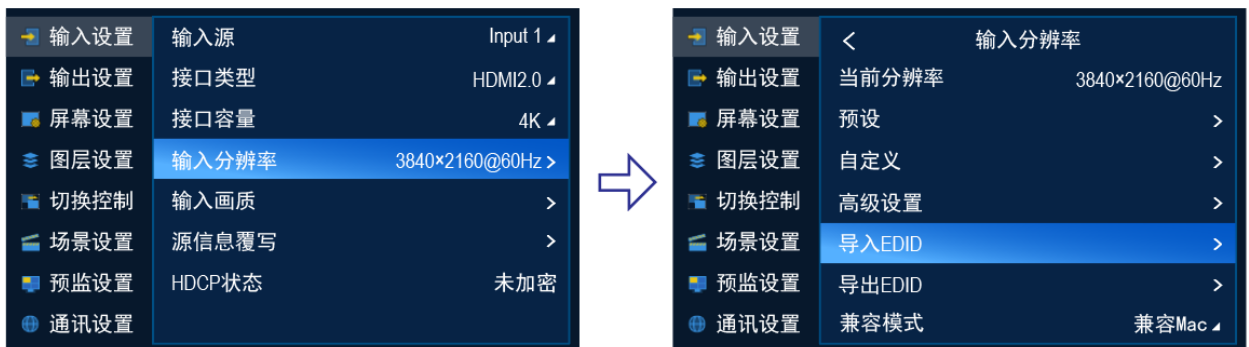 输入设置
输出设置
屏幕设置
图层设置
切换控制
场景设置
预监设置
通讯设置
输入源 Input 1
接口类型 HDMI2.0
接口容量 4K
输入分辨率 3840×2160@60Hz >
输入画质 >
源信息覆写 >
HDCP状态 未加密
输入设置
输出设置
屏幕设置
图层设置
切换控制
场景设置
预监设置
通讯设置
< 输入分辨率
当前分辨率 3840×2160@60Hz
预设 >
自定义 >
高级设置 >
导入EDID >
导出EDID >
兼容模式 兼容Mac